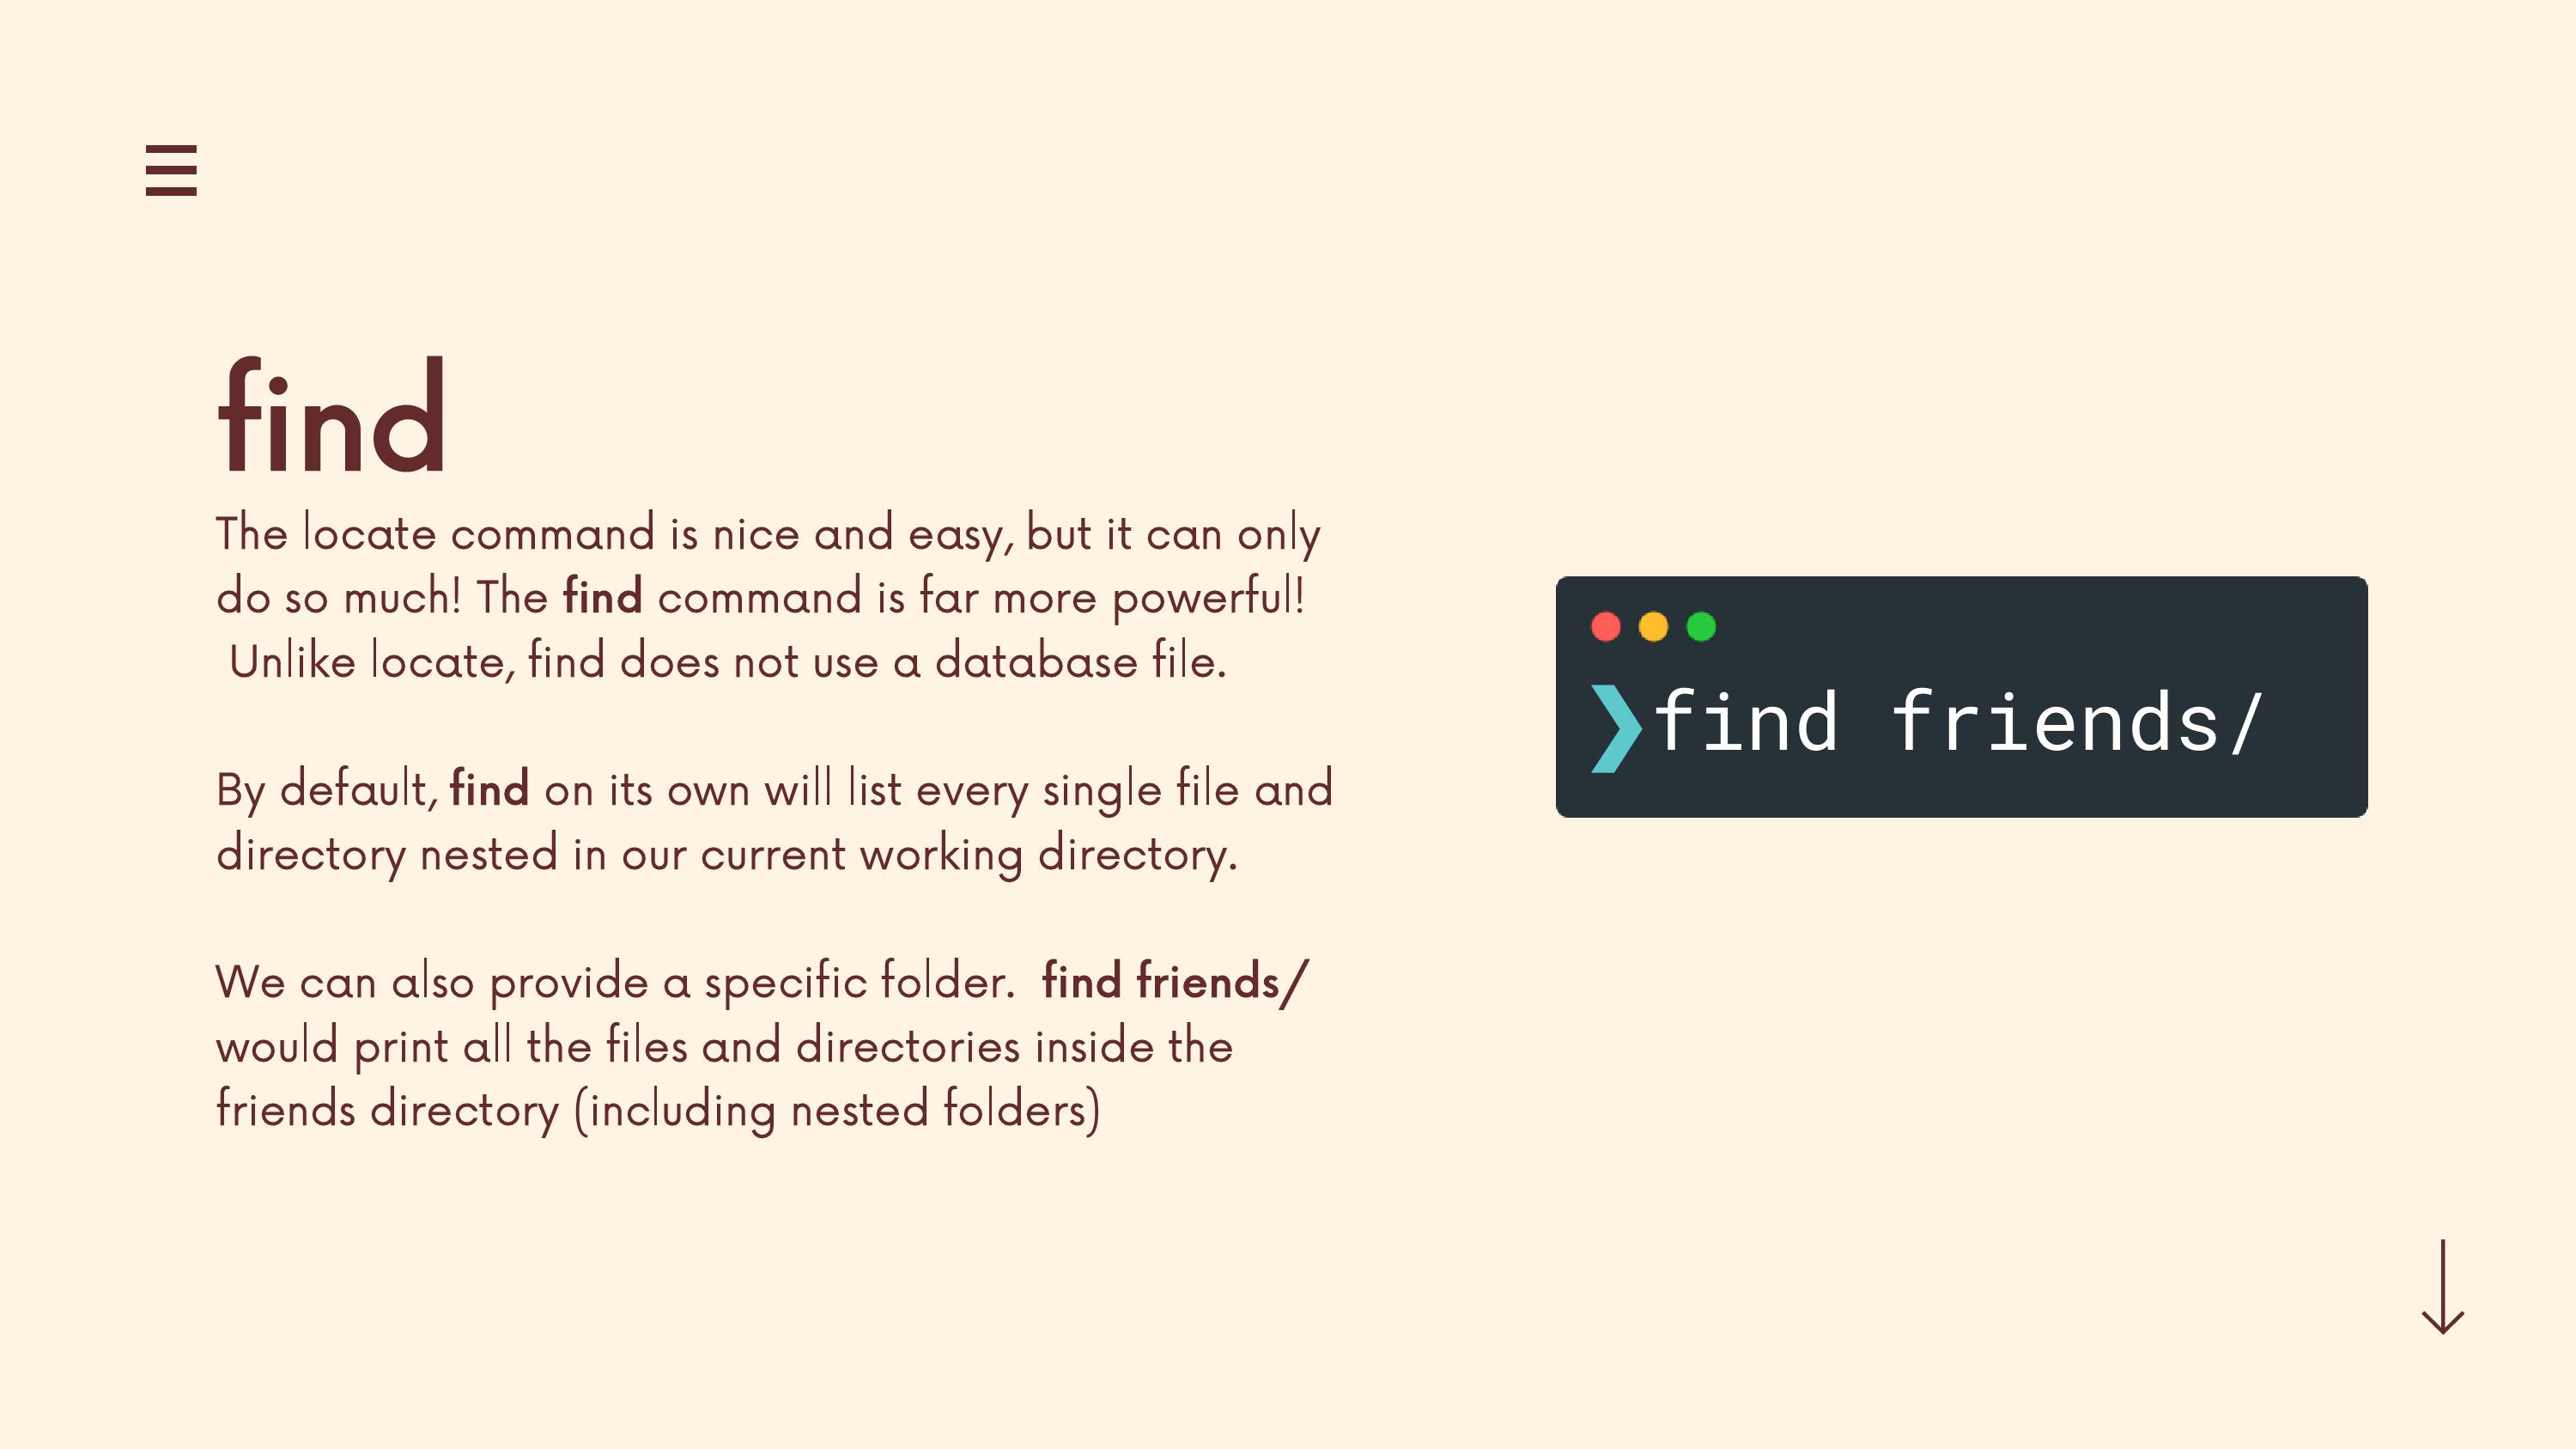 find
The locate command is nice and easy, but it can only
do so much! The find command is far more powerful!
Unlike locate, find does not use a database file.
By default, find on its own will list every single file and
directory nested in our current working directory.
We can also provide a specific folder.  find friends/
would print all the files and directories inside the
friends directory (including nested folders)
❯find friends/